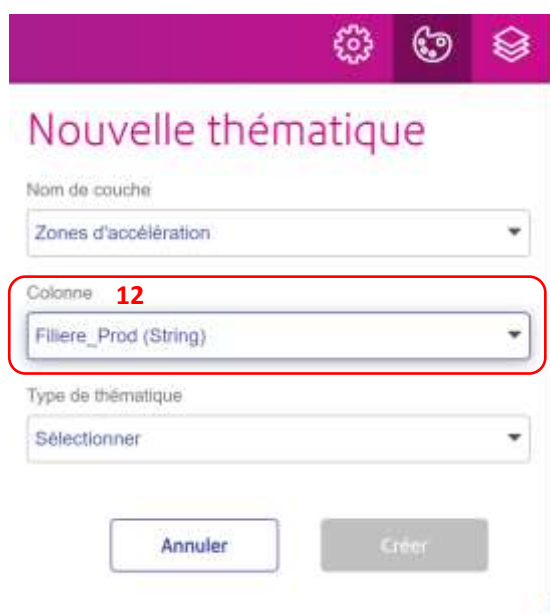 Nouvelle thématique
Nom de couche
Zones d'accélération
Colonne 12
Filiere_Prod (String)
Type de thématique
Sélectionner
Annuler Créer